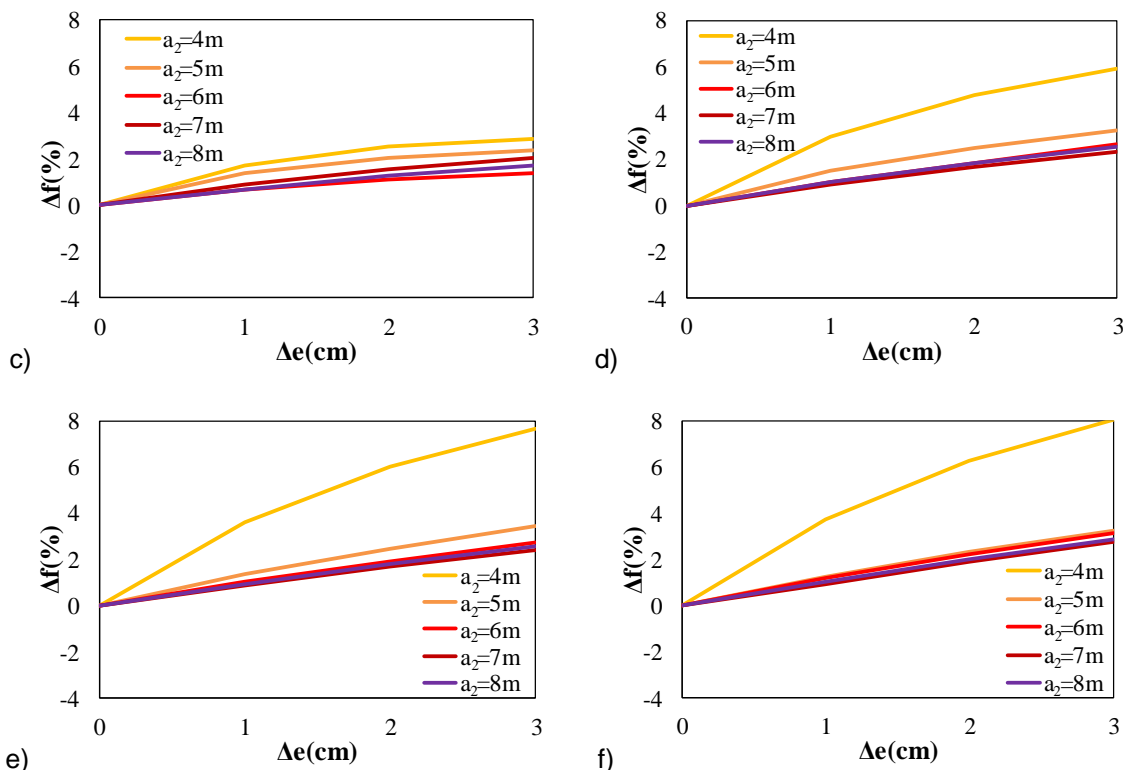 8
6
4
2
0
-2
-4
Δf(%)
a₂=4m
a₂=5m
a₂=6m
a₂=7m
a₂=8m
0
1
2
3
Δe(cm)
c)
8
6
4
2
0
-2
-4
Δf(%)
a₂=4m
a₂=5m
a₂=6m
a₂=7m
a₂=8m
0
1
2
3
Δe(cm)
d)
8
6
4
2
0
-2
-4
Δf(%)
a₂=4m
a₂=5m
a₂=6m
a₂=7m
a₂=8m
0
1
2
3
Δe(cm)
e)
8
6
4
2
0
-2
-4
Δf(%)
a₂=4m
a₂=5m
a₂=6m
a₂=7m
a₂=8m
0
1
2
3
Δe(cm)
f)